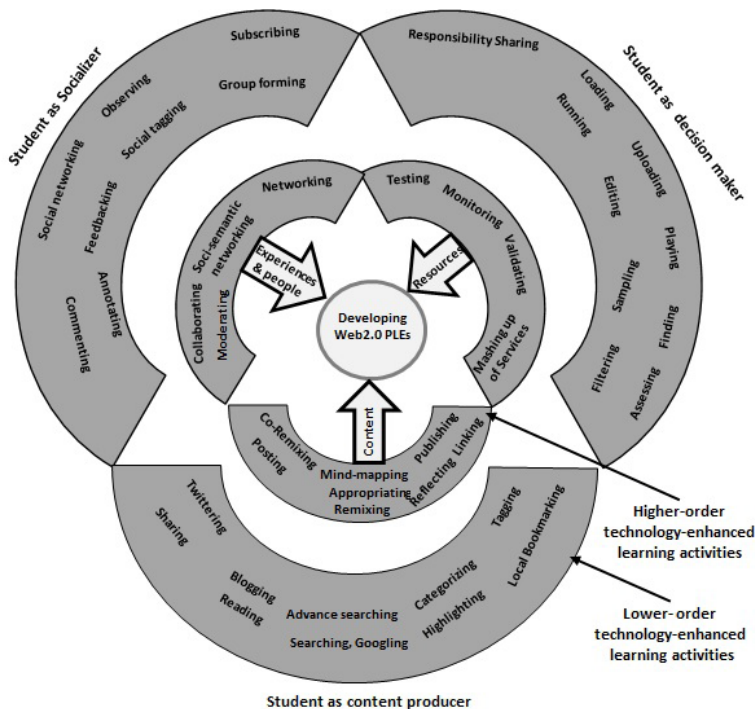 Student as Socializer
Subscribing
Observing
Group forming
Social tagging
Social networking
Feedbacking
Annotating
Commenting
Student as decision maker
Responsibility Sharing
Loading
Running
Uploading
Editing
Playing
Sampling
Finding
Filtering
Assessing
Networking
Soci-semantic
networking
Collaborating
Moderating
Experiences
& people
Testing
Monitoring
Validating
Mashing up
of Services
Resources
Developing
Web2.0 PLEs
Content
Co-Remixing
Posting
Mind-mapping
Appropriating
Remixing
Publishing
Reflecting
Linking
Twittering
Sharing
Blogging
Reading
Advance searching
Searching, Googling
Categorizing
Highlighting
Tagging
Local Bookmarking
Higher-order
technology-enhanced
learning activities
Lower- order
technology-enhanced
learning activities
Student as content producer